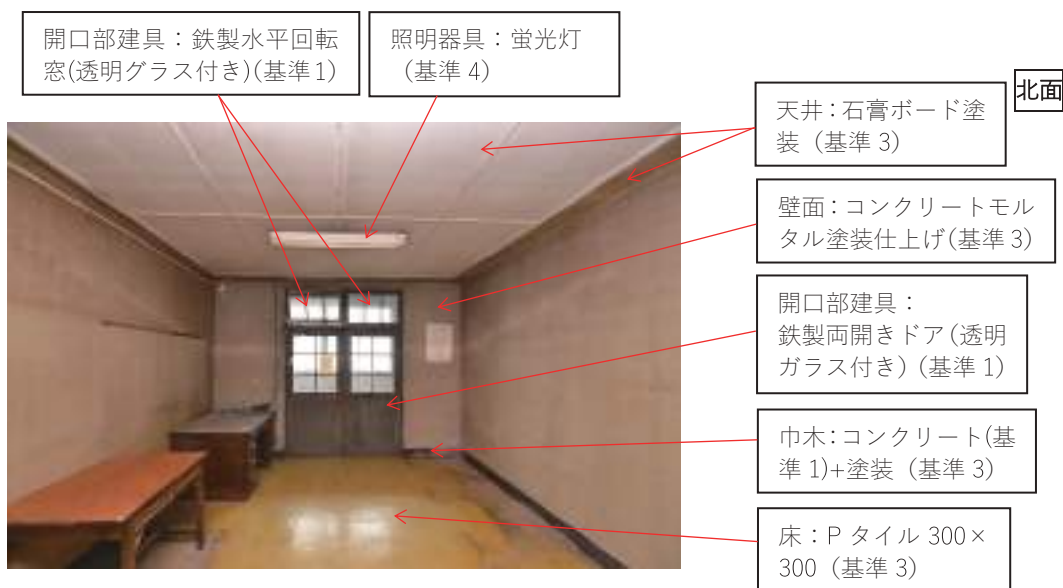 開口部建具：鉄製水平回転
窓(透明グラス付き)(基準1)
照明器具：蛍光灯
（基準 4）
北面
天井：石膏ボード塗
装（基準 3）
壁面：コンクリートモル
タル塗装仕上げ(基準 3)
開口部建具：
鉄製両開きドア(透明
ガラス付き)（基準 1）
巾木：コンクリート(基
準 1)+塗装（基準 3）
床：P タイル 300×
300（基準 3）